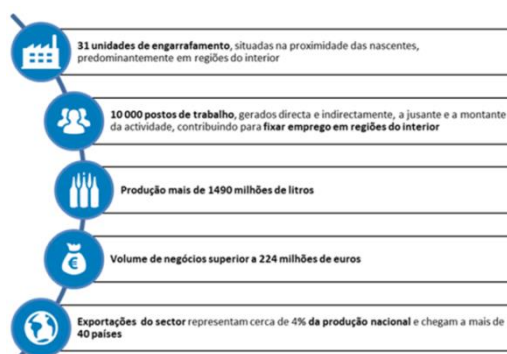 31 unidades de engarrafamento, situadas na proximidade das nascentes,
predominantemente em regiões do interior
10 000 postos de trabalho, gerados directa e indirectamente, a jusante e a montante
da actividade, contribuindo para fixar emprego em regiões do interior
Produção mais de 1490 milhões de litros
Volume de negócios superior a 224 milhões de euros
Exportações do sector representam cerca de 4% da produção nacional e chegam a mais de
40 países